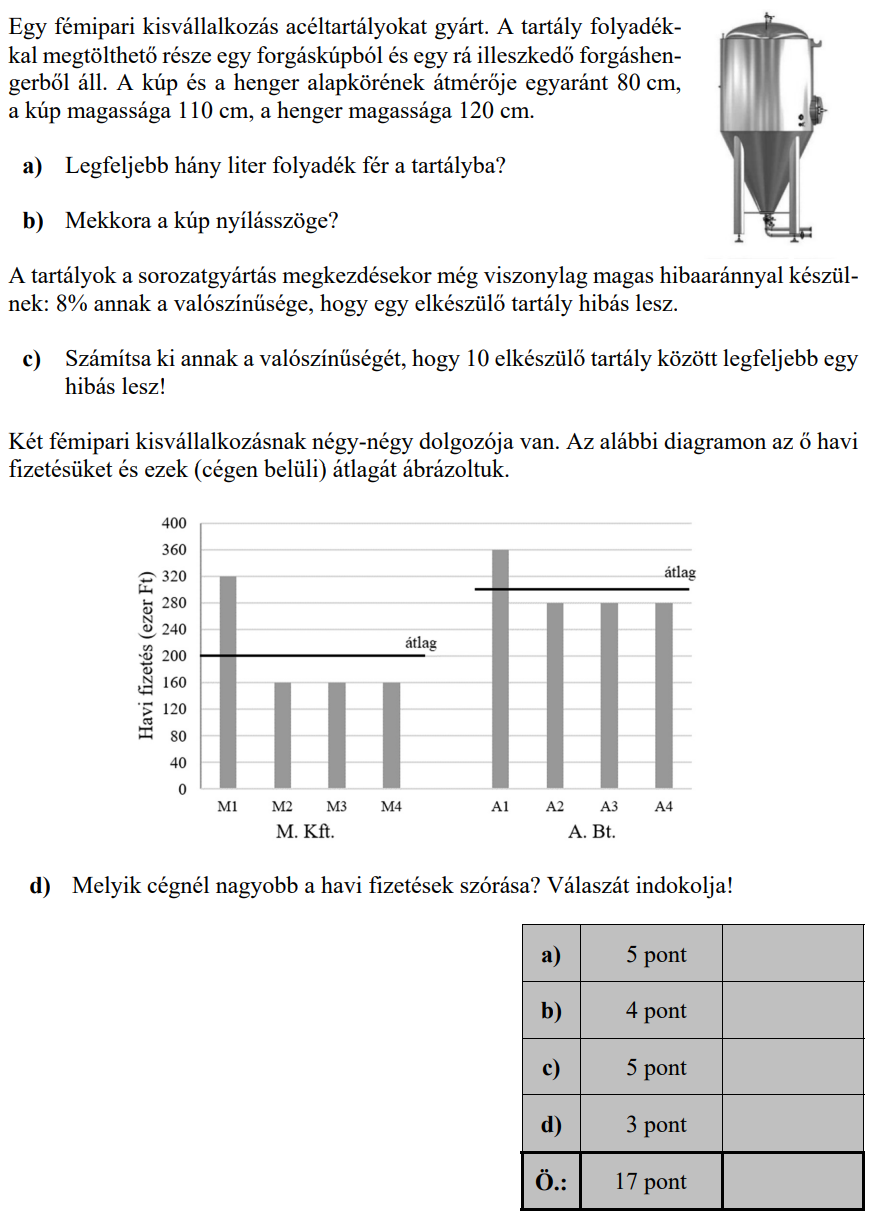 Egy fémipari kisvállalkozás acéltartályokat gyárt. A tartály folyadék-
kal megtölthető része egy forgáskúpból és egy rá illeszkedő forgáshen-
gerből áll. A kúp és a henger alapkörének átmérője egyaránt 80 cm,
a kúp magassága 110 cm, a henger magassága 120 cm.
a) Legfeljebb hány liter folyadék fér a tartályba?
b) Mekkora a kúp nyílásszöge?
A tartályok a sorozatgyártás megkezdésekor még viszonylag magas hibaaránnyal készül-
nek: 8% annak a valószínűsége, hogy egy elkészülő tartály hibás lesz.
c) Számítsa ki annak a valószínűségét, hogy 10 elkészülő tartály között legfeljebb egy
hibás lesz!
Két fémipari kisvállalkozásnak négy-négy dolgozója van. Az alábbi diagramon az ő havi
fizetésüket és ezek (cégen belüli) átlagát ábrázoltuk.
Havi fizetés (ezer Ft)
400
360
320
280
240
200
160
120
80
40
0
átlag
átlag
M1 M2 M3 M4 A1 A2 A3 A4
M. Kft. A. Bt.
d) Melyik cégnél nagyobb a havi fizetések szórása? Válaszát indokolja!
a) 5 pont
b) 4 pont
c) 5 pont
d) 3 pont
Ö.: 17 pont